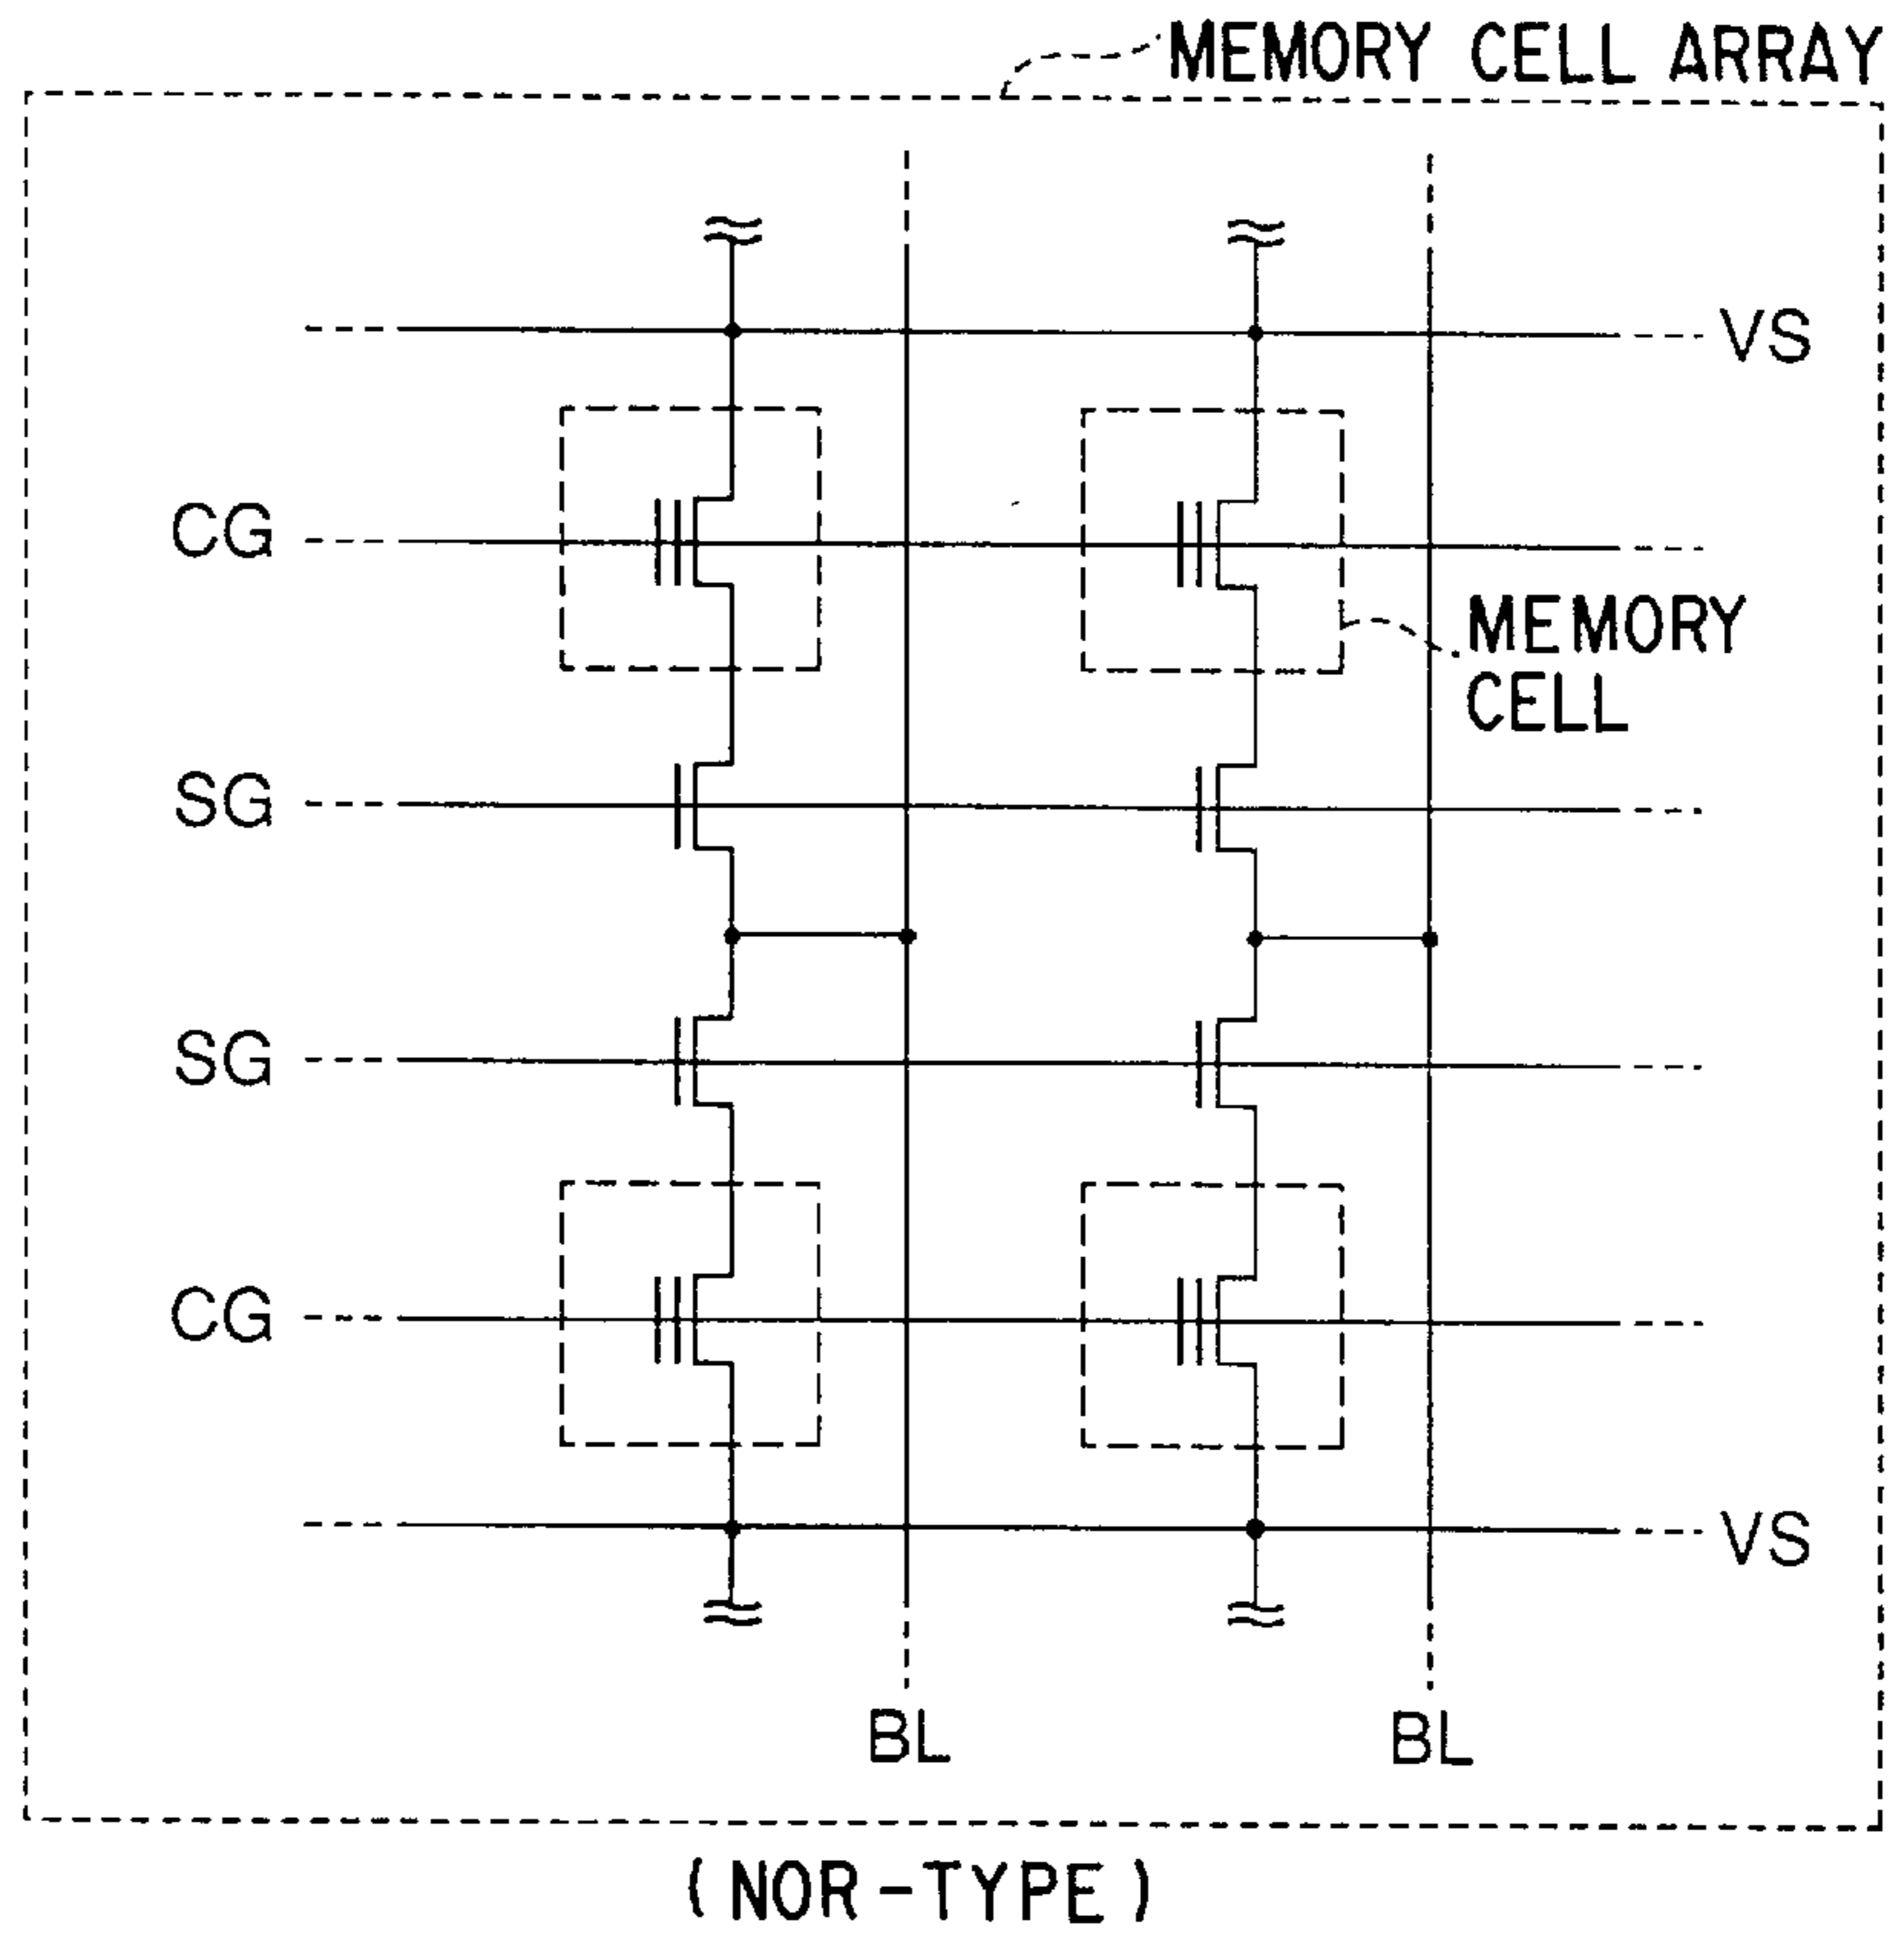 MEMORY CELL ARRAY
VS
CG
MEMORY
CELL
SG
SG
CG
VS
BL
BL
(NOR-TYPE)